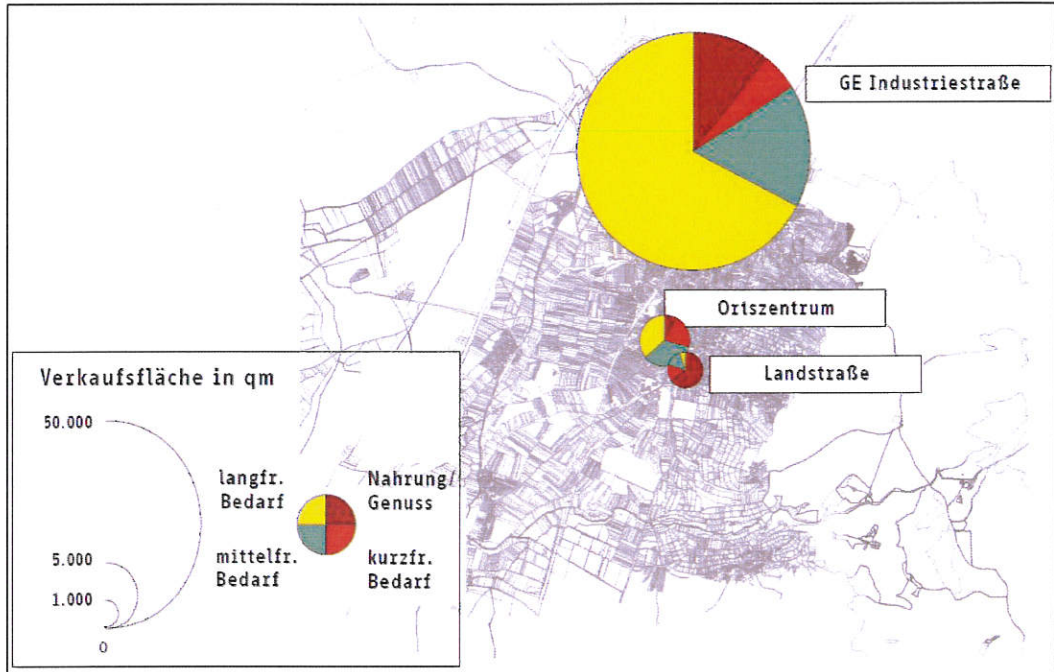 GE Industriestraße
Ortszentrum
Landstraße
Verkaufsfläche in qm
50.000
5.000
1.000
0
langfr.
Bedarf
Nahrung/
Genuss
mittelfr.
Bedarf
kurzfr.
Bedarf